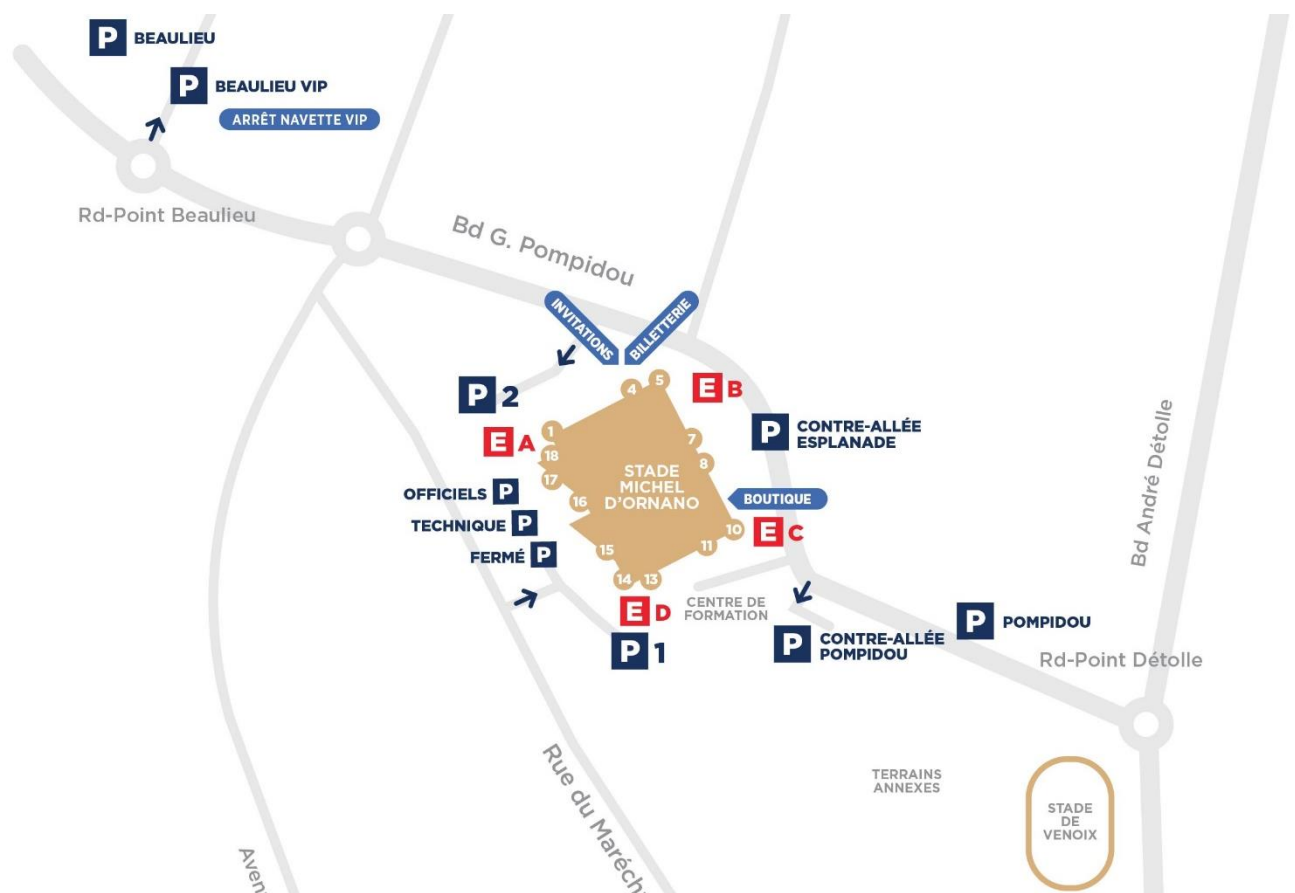 P BEAULIEU
P BEAULIEU VIP
ARRÊT NAVETTE VIP
Rd-Point Beaulieu
Bd G. Pompidou
INVITATIONS
BILLETTERIE
P 2
E A
E B
P CONTRE-ALLÉE
ESPLANADE
1
4
5
7
8
10
11
13
14
15
16
17
18
STADE
MICHEL
D'ORNANO
BOUTIQUE
OFFICIELS P
TECHNIQUE P
FERMÉ P
E C
E D
P 1
CENTRE DE
FORMATION
P CONTRE-ALLÉE
POMPIDOU
P POMPIDOU
Rd-Point Détolle
Bd André Détolle
Rue du Maréch
Aven
TERRAINS
ANNEXES
STADE
DE
VENOIX